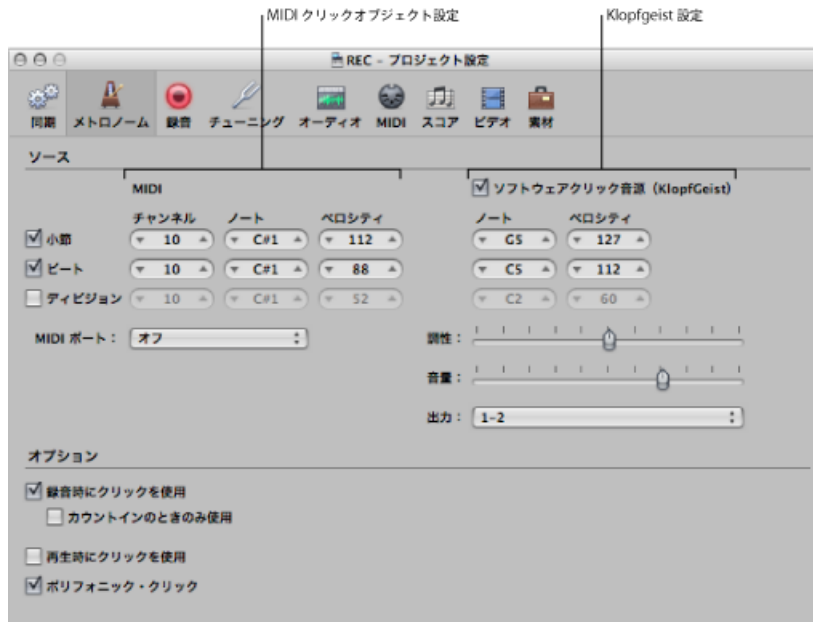 MIDI クリックオブジェクト設定
Klopfgeist 設定
REC - プロジェクト設定
同期 メトロノーム 録音 チューニング オーディオ MIDI スコア ビデオ 素材
ソース
MIDI
ソフトウェアクリック音源（KlopfGeist）
チャンネル ノート ベロシティ ノート ベロシティ
小節 10 C#1 112 G5 127
ビート 10 C#1 88 C5 112
ディビジョン 10 C#1 52 C2 60
MIDI ポート： オフ
調性：
音量：
出力： 1-2
オプション
録音時にクリックを使用
カウントインのときのみ使用
再生時にクリックを使用
ポリフォニック・クリック